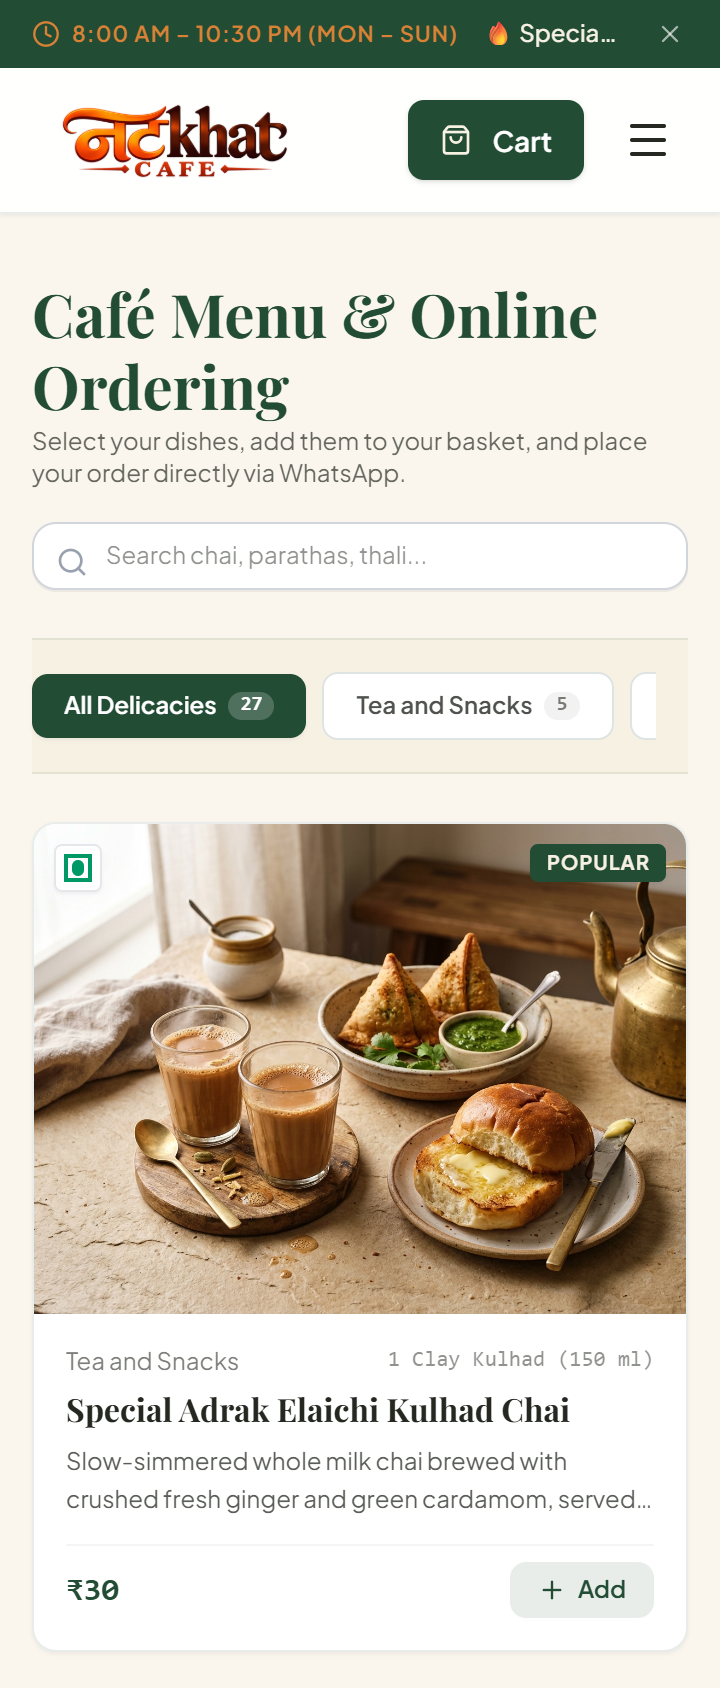 8:00 AM – 10:30 PM (MON – SUN) 🔥 Specia...
नटkhat
CAFE
Cart
Café Menu & Online
Ordering
Select your dishes, add them to your basket, and place
your order directly via WhatsApp.
Search chai, parathas, thali...
All Delicacies 27 Tea and Snacks 5
POPULAR
Tea and Snacks 1 Clay Kulhad (150 ml)
Special Adrak Elaichi Kulhad Chai
Slow-simmered whole milk chai brewed with
crushed fresh ginger and green cardamom, served...
₹30 + Add